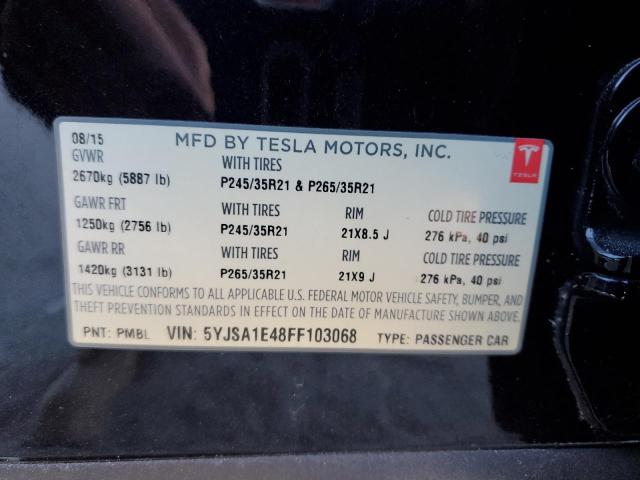 08/15 MFD BY TESLA MOTORS, INC.
GVWR WITH TIRES TESLA
2670kg (5887 lb) P245/35R21 & P265/35R21
GAWR FRT WITH TIRES RIM COLD TIRE PRESSURE
1250kg (2756 lb) P245/35R21 21X8.5 J 276 kPa, 40 psi
GAWR RR WITH TIRES RIM COLD TIRE PRESSURE
1420kg (3131 lb) P265/35R21 21X9 J 276 kPa, 40 psi
THIS VEHICLE CONFORMS TO ALL APPLICABLE U.S. FEDERAL MOTOR VEHICLE SAFETY, BUMPER, AND
THEFT PREVENTION STANDARDS IN EFFECT ON THE DATE OF MANUFACTURE SHOWN ABOVE.
PNT: PMBL VIN: 5YJSA1E48FF103068 TYPE: PASSENGER CAR